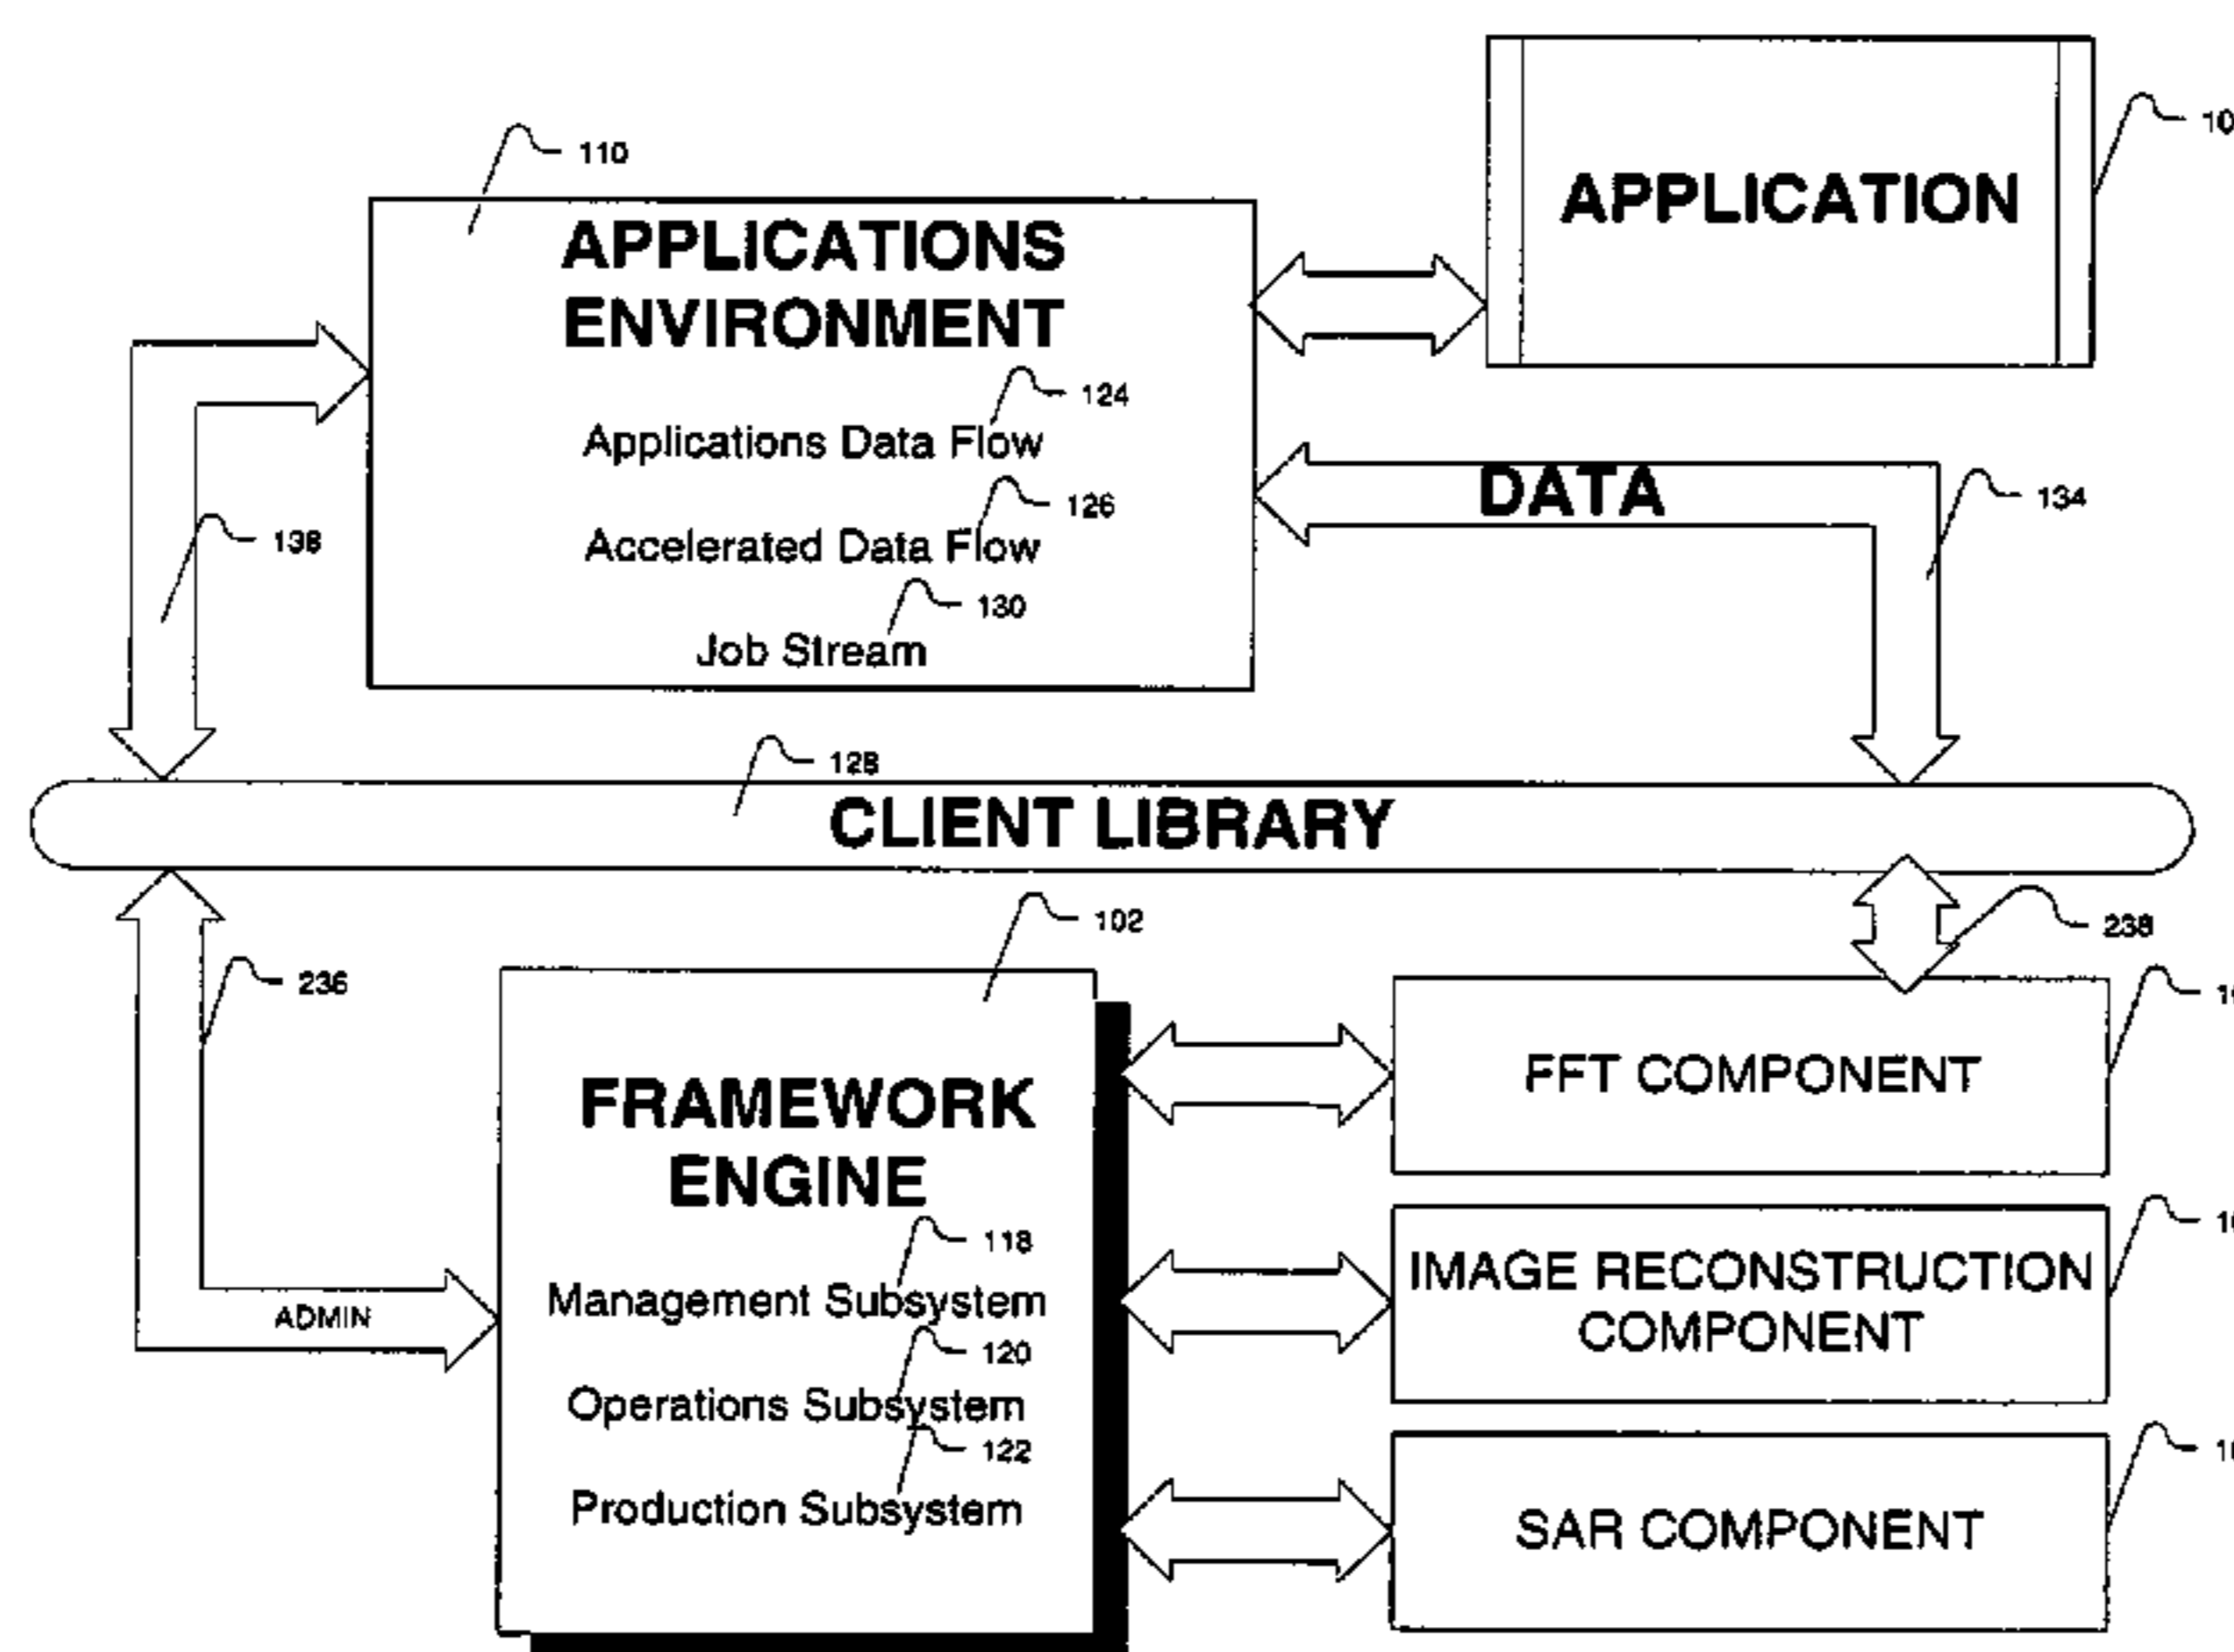 110
APPLICATION
APPLICATIONS
ENVIRONMENT
124
Applications Data Flow
126
Accelerated Data Flow
130
Job Stream
DATA
134
138
128
CLIENT LIBRARY
102
238
236
FRAMEWORK
ENGINE
118
Management Subsystem
120
Operations Subsystem
122
Production Subsystem
ADMIN
FFT COMPONENT
IMAGE RECONSTRUCTION
COMPONENT
SAR COMPONENT